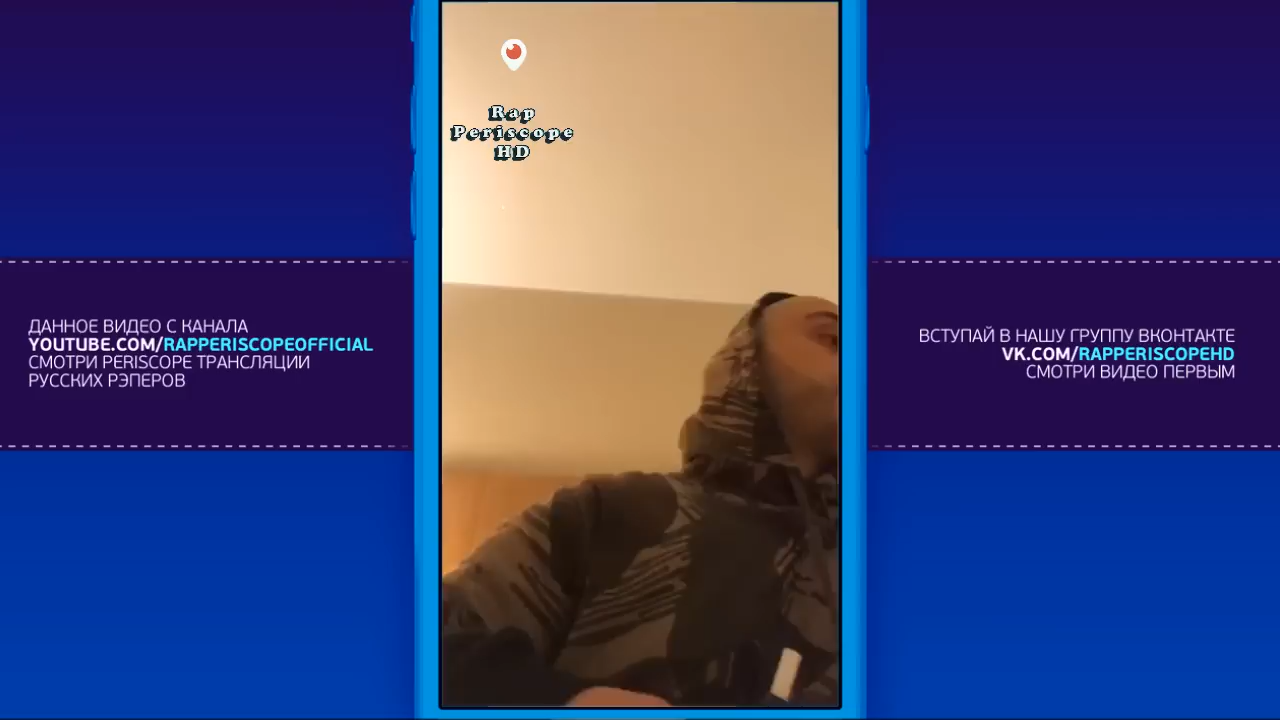 Rap
Periscope
HD
ДАННОЕ ВИДЕО С КАНАЛА
YOUTUBE.COM/RAPPERISCOPEOFFICIAL
СМОТРИ PERISCOPE ТРАНСЛЯЦИИ
РУССКИХ РЭПЕРОВ
ВСТУПАЙ В НАШУ ГРУППУ ВКОНТАКТЕ
VK.COM/RAPPERISCOPEHD
СМОТРИ ВИДЕО ПЕРВЫМ